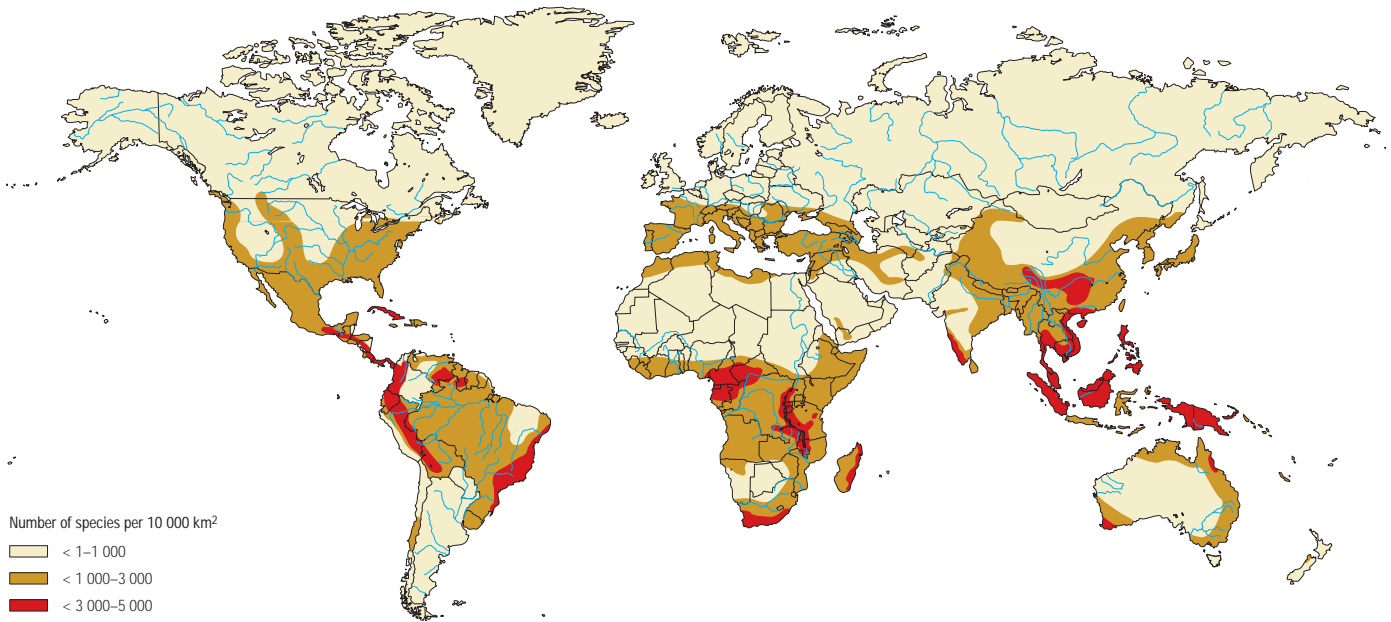 Number of species per 10 000 km²
< 1–1 000
< 1 000–3 000
< 3 000–5 000